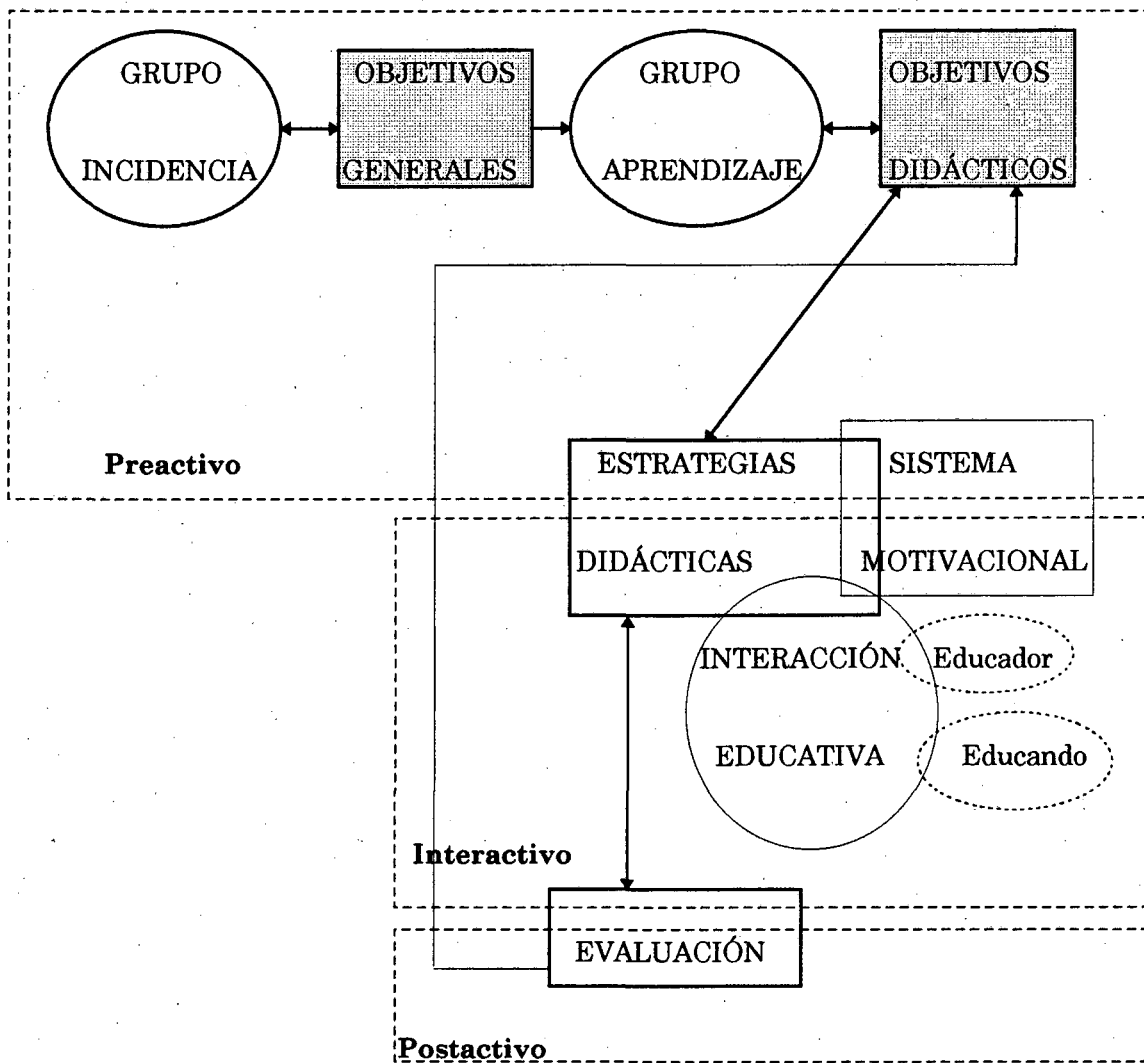 GRUPO
INCIDENCIA
OBJETIVOS
GENERALES
GRUPO
APRENDIZAJE
OBJETIVOS
DIDÁCTICOS
Preactivo
ESTRATEGIAS
DIDÁCTICAS
SISTEMA
MOTIVACIONAL
INTERACCIÓN
EDUCATIVA
Educador
Educando
Interactivo
EVALUACIÓN
Postactivo